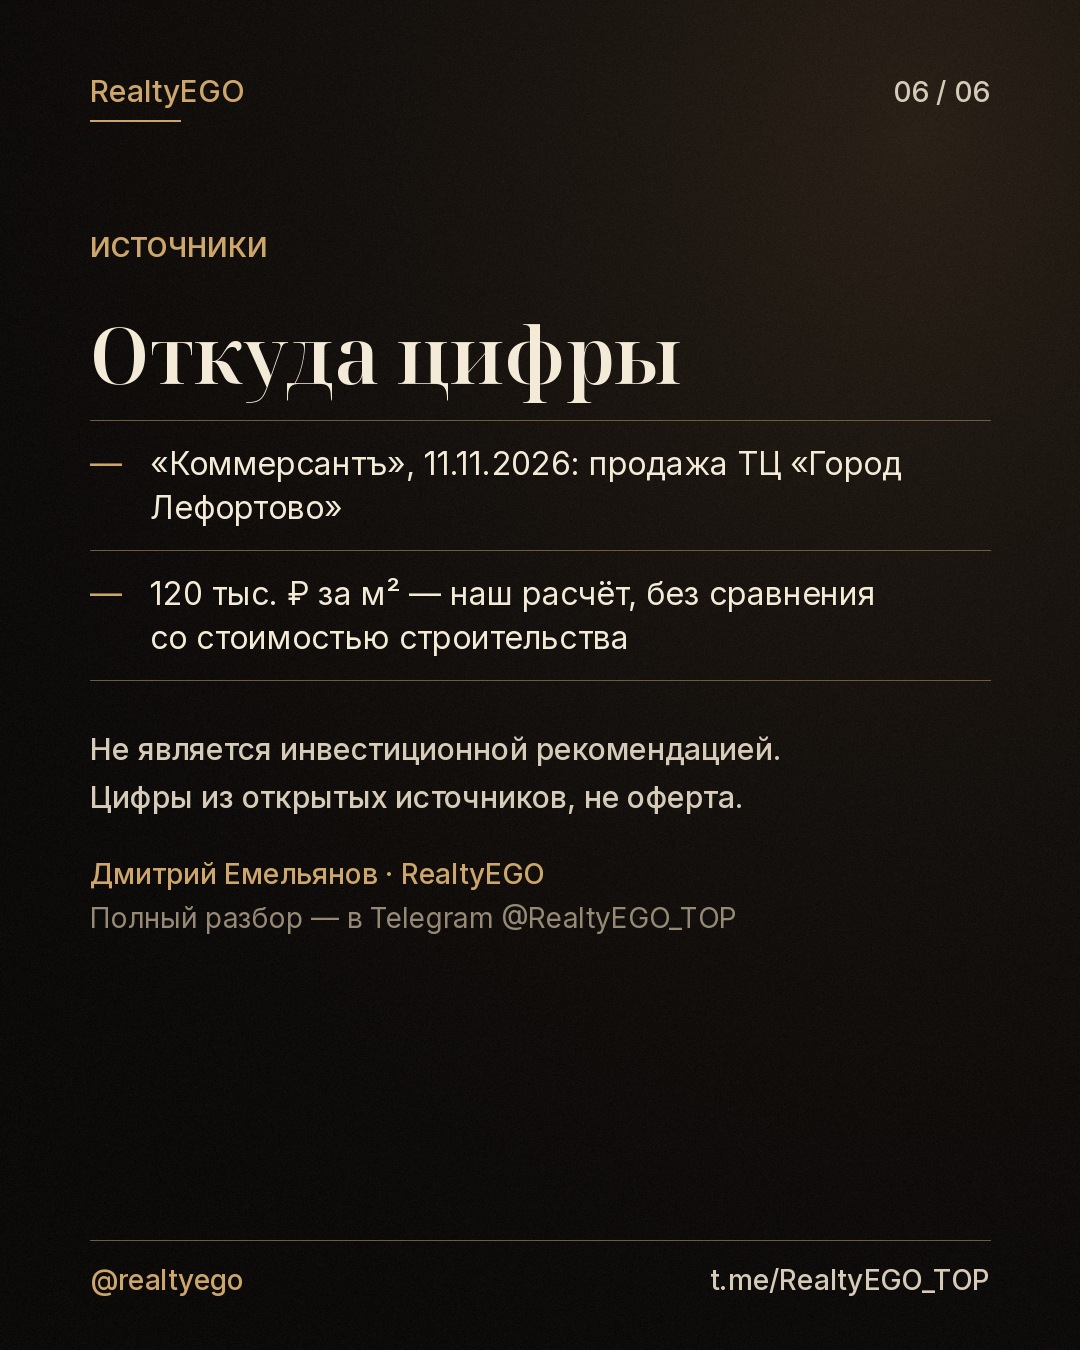 RealtyEGO
06 / 06
ИСТОЧНИКИ
Откуда цифры
— «Коммерсантъ», 11.11.2026: продажа ТЦ «Город
Лефортово»
— 120 тыс. ₽ за м² — наш расчёт, без сравнения
со стоимостью строительства
Не является инвестиционной рекомендацией.
Цифры из открытых источников, не оферта.
Дмитрий Емельянов · RealtyEGO
Полный разбор — в Telegram @RealtyEGO_TOP
@realtyego
t.me/RealtyEGO_TOP